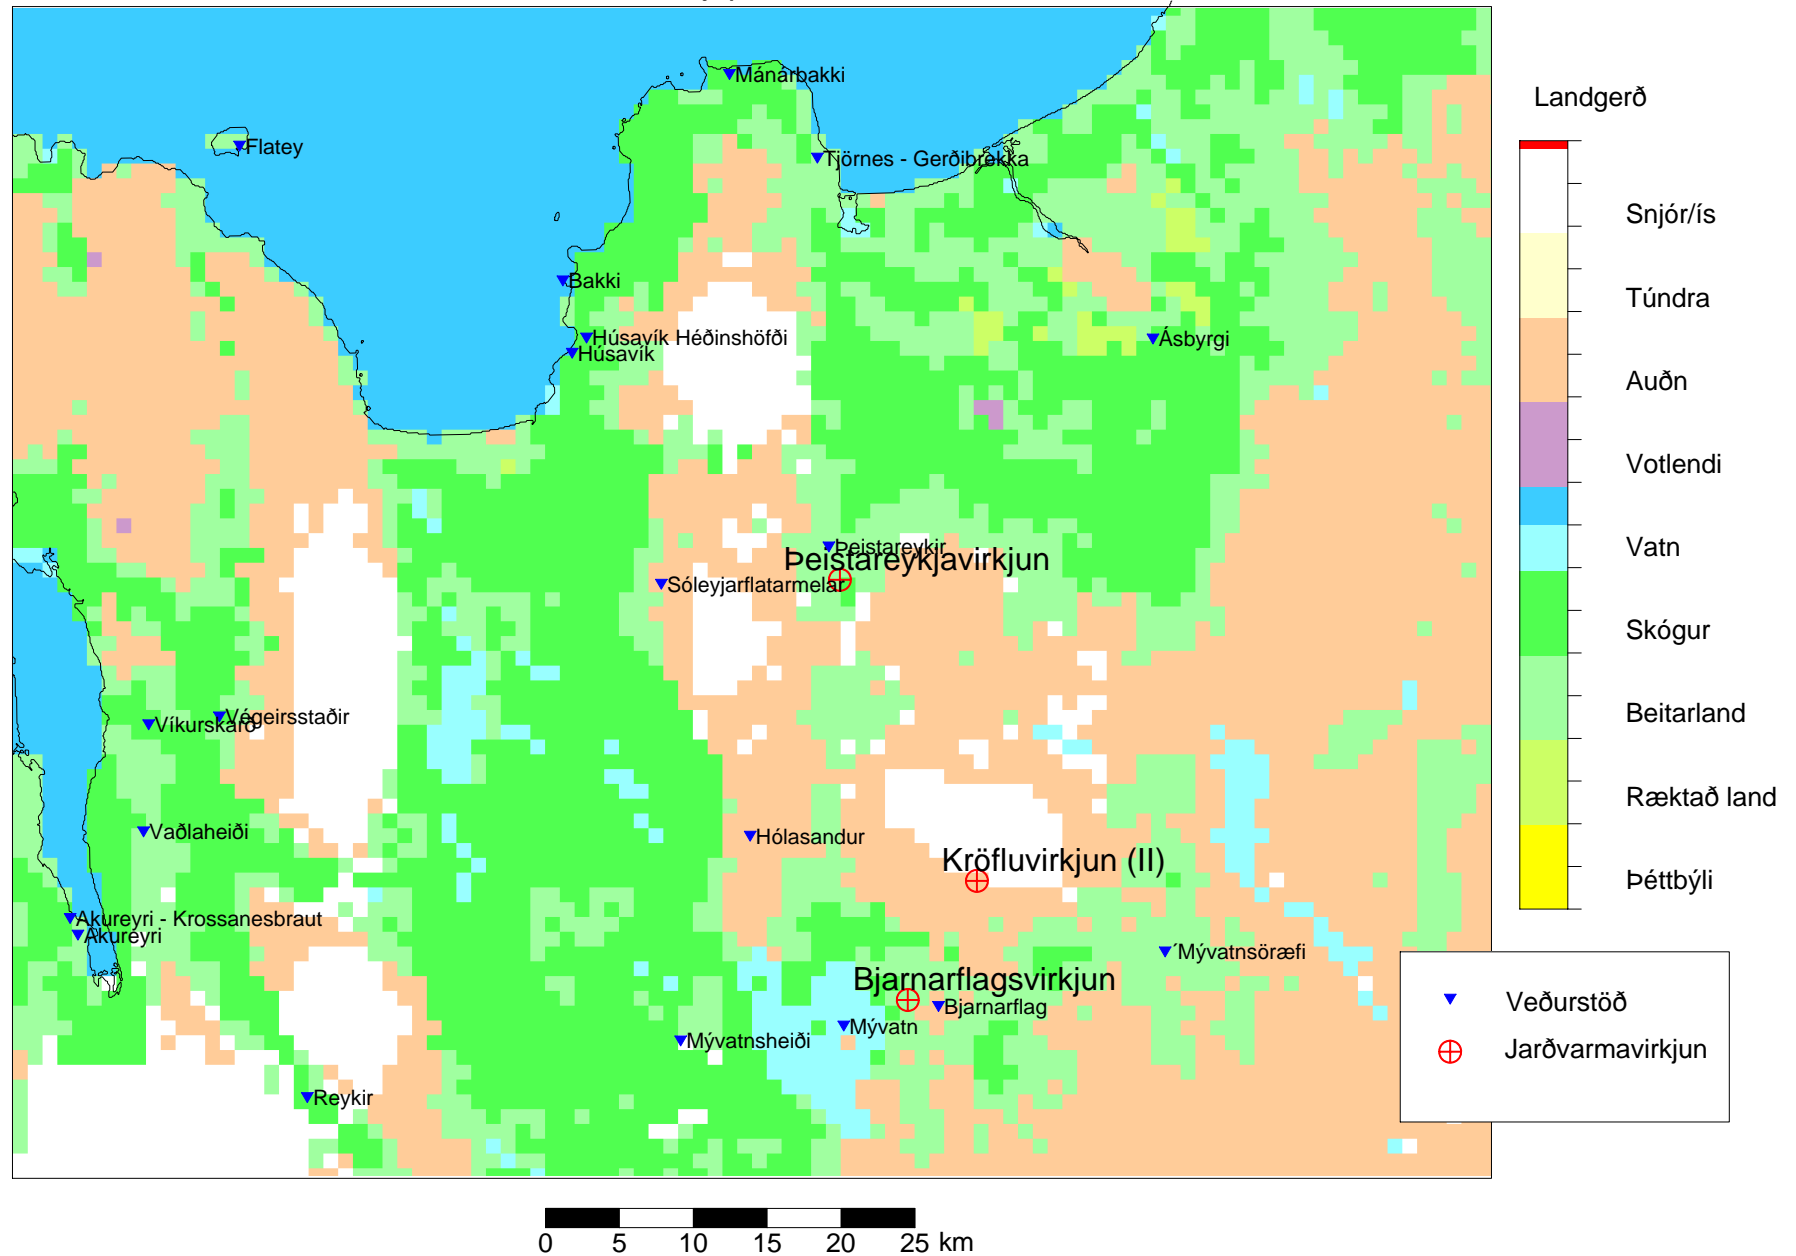 Mánárbakki
Landgerð
Flatey
Tjörnes - Gerðibrekka
Snjór/ís
Bakki
Túndra
Húsavík Héðinshöfði
Ásbyrgi
Húsavík
Auðn
Votlendi
Þeistareykir
Vatn
Þeistareykjavirkjun
Sóleyjarflatarmelar
Skógur
Végeirsstaðir
Víkurskarð
Beitarland
Ræktað land
Vaðlaheiði
Hólasandur
Kröfluvirkjun (II)
Þéttbýli
Akureyri - Krossanesbraut
Akureyri
´Mývatnsöræfi
Bjarnarflagsvirkjun
Bjarnarflag
Veðurstöð
Mývatn
Mývatnsheiði
Jarðvarmavirkjun
Reykir
0 5 10 15 20 25 km